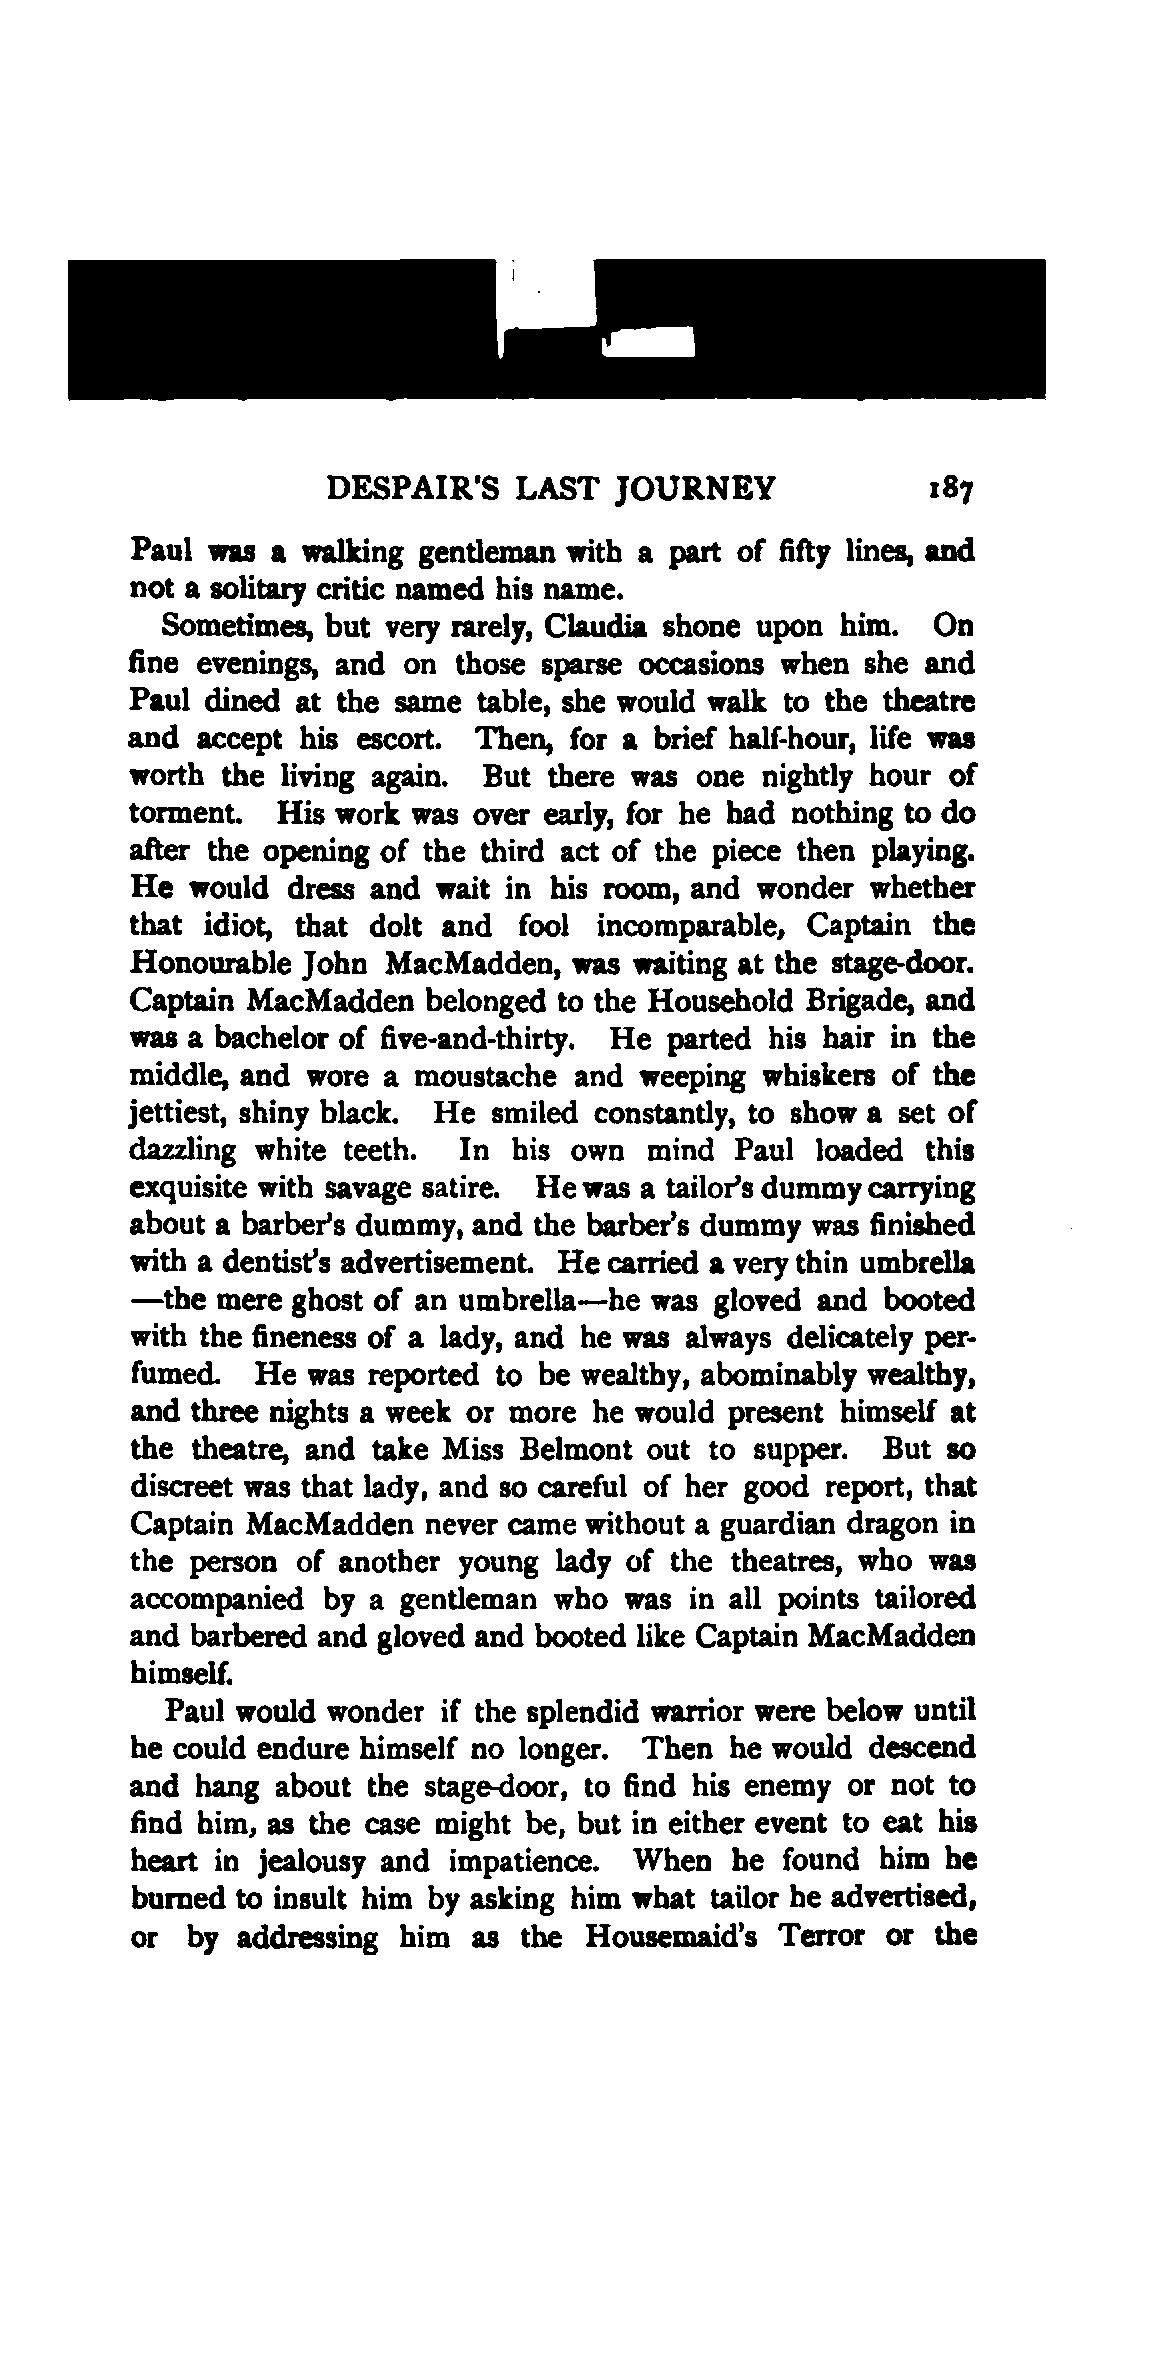 DESPAIR'S LAST JOURNEY 187
Paul was a walking gentleman with a part of fifty lines, and
not a solitary critic named his name.
Sometimes, but very rarely, Claudia shone upon him. On
fine evenings, and on those sparse occasions when she and
Paul dined at the same table, she would walk to the theatre
and accept his escort. Then, for a brief half-hour, life was
worth the living again. But there was one nightly hour of
torment. His work was over early, for he had nothing to do
after the opening of the third act of the piece then playing.
He would dress and wait in his room, and wonder whether
that idiot, that dolt and fool incomparable, Captain the
Honourable John MacMadden, was waiting at the stage-door.
Captain MacMadden belonged to the Household Brigade, and
was a bachelor of five-and-thirty. He parted his hair in the
middle, and wore a moustache and weeping whiskers of the
jettiest, shiny black. He smiled constantly, to show a set of
dazzling white teeth. In his own mind Paul loaded this
exquisite with savage satire. He was a tailor's dummy carrying
about a barber's dummy, and the barber's dummy was finished
with a dentist's advertisement. He carried a very thin umbrella
—the mere ghost of an umbrella—he was gloved and booted
with the fineness of a lady, and he was always delicately per-
fumed. He was reported to be wealthy, abominably wealthy,
and three nights a week or more he would present himself at
the theatre, and take Miss Belmont out to supper. But so
discreet was that lady, and so careful of her good report, that
Captain MacMadden never came without a guardian dragon in
the person of another young lady of the theatres, who was
accompanied by a gentleman who was in all points tailored
and barbered and gloved and booted like Captain MacMadden
himself.
Paul would wonder if the splendid warrior were below until
he could endure himself no longer. Then he would descend
and hang about the stage-door, to find his enemy or not to
find him, as the case might be, but in either event to eat his
heart in jealousy and impatience. When he found him he
burned to insult him by asking him what tailor he advertised,
or by addressing him as the Housemaid's Terror or the